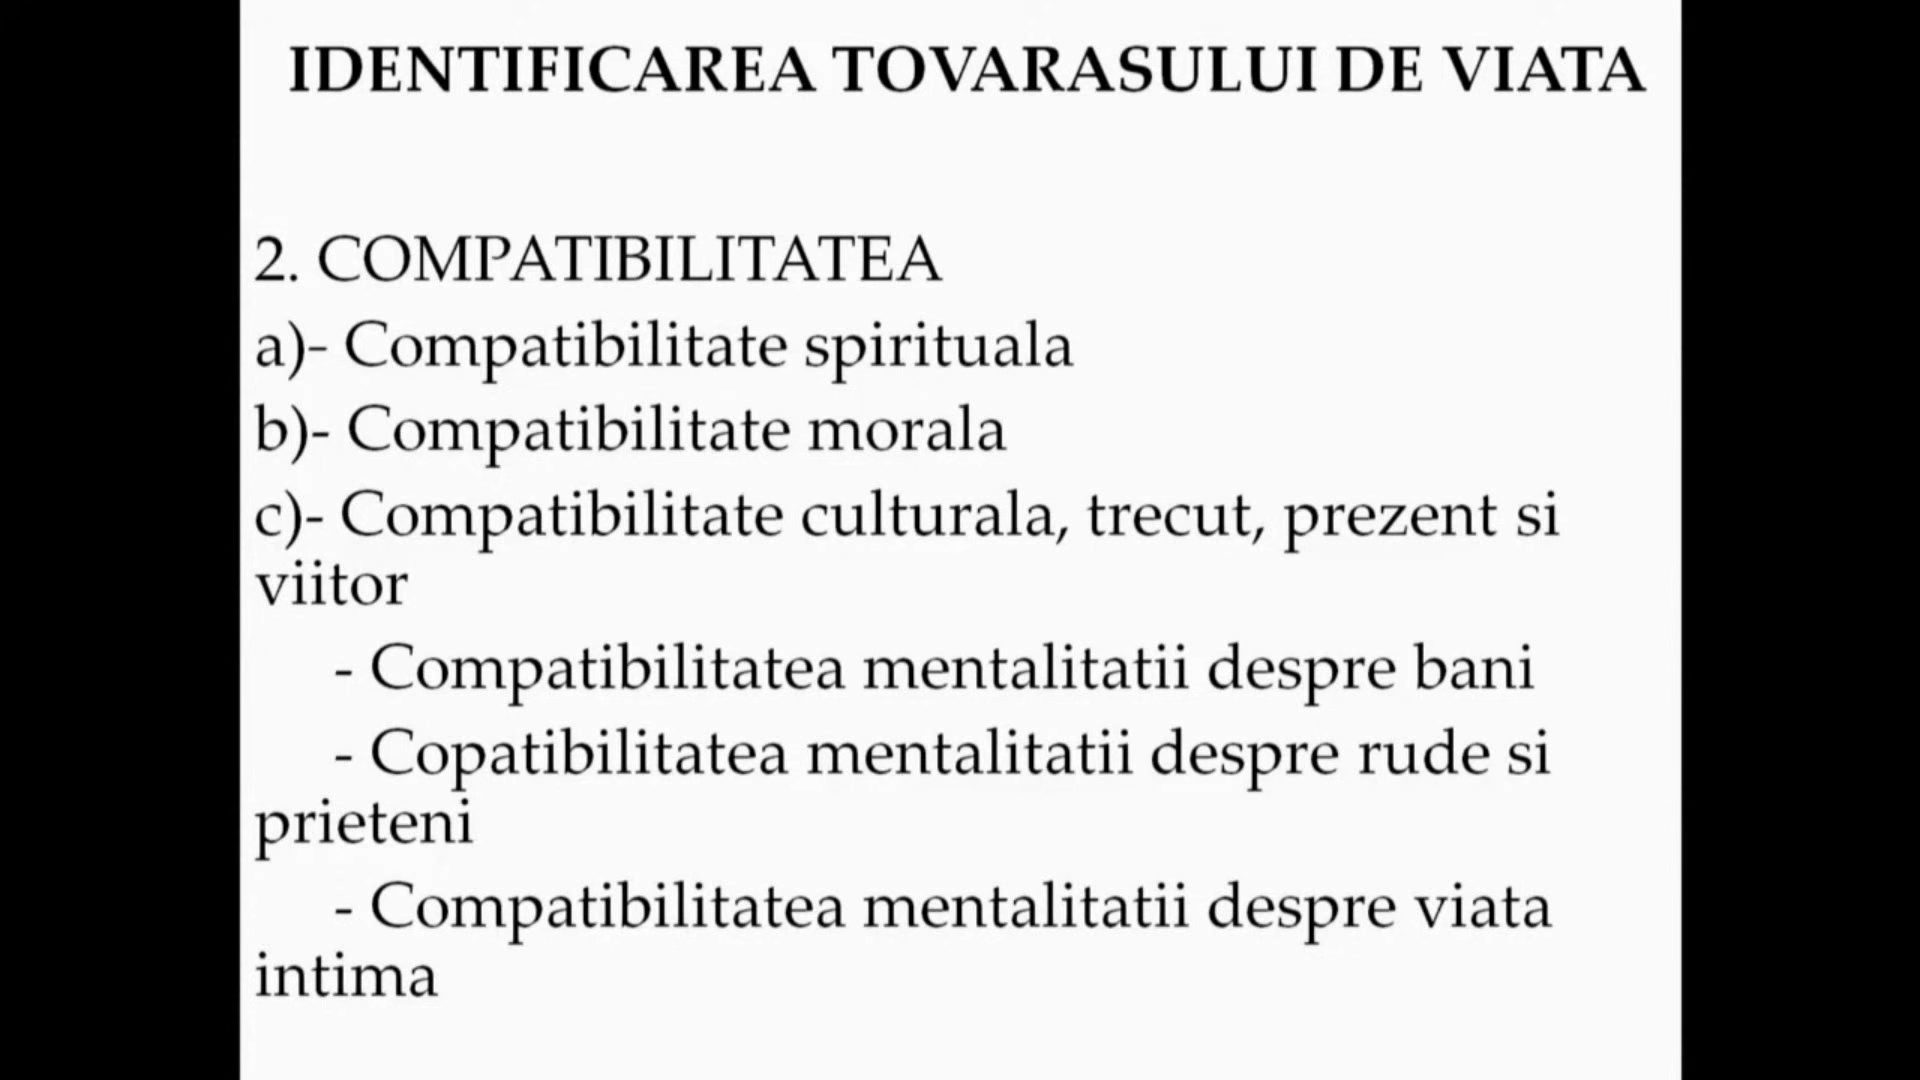 IDENTIFICAREA TOVARASULUI DE VIATA
2. COMPATIBILITATEA
a)- Compatibilitate spirituala
b)- Compatibilitate morala
c)- Compatibilitate culturala, trecut, prezent si
viitor
- Compatibilitatea mentalitatii despre bani
- Copatibilitatea mentalitatii despre rude si
prieteni
- Compatibilitatea mentalitatii despre viata
intima